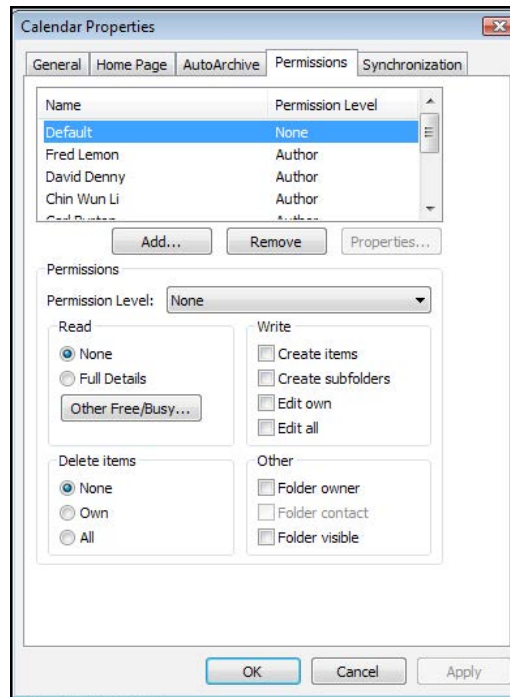 Calendar Properties
General Home Page AutoArchive Permissions Synchronization
Name Permission Level
Default None
Fred Lemon Author
David Denny Author
Chin Wun Li Author
Add... Remove Properties...
Permissions
Permission Level: None
Read Write
None Create items
Full Details Create subfolders
Other Free/Busy... Edit own
Edit all
Delete items Other
None Folder owner
Own Folder contact
All Folder visible
OK Cancel Apply